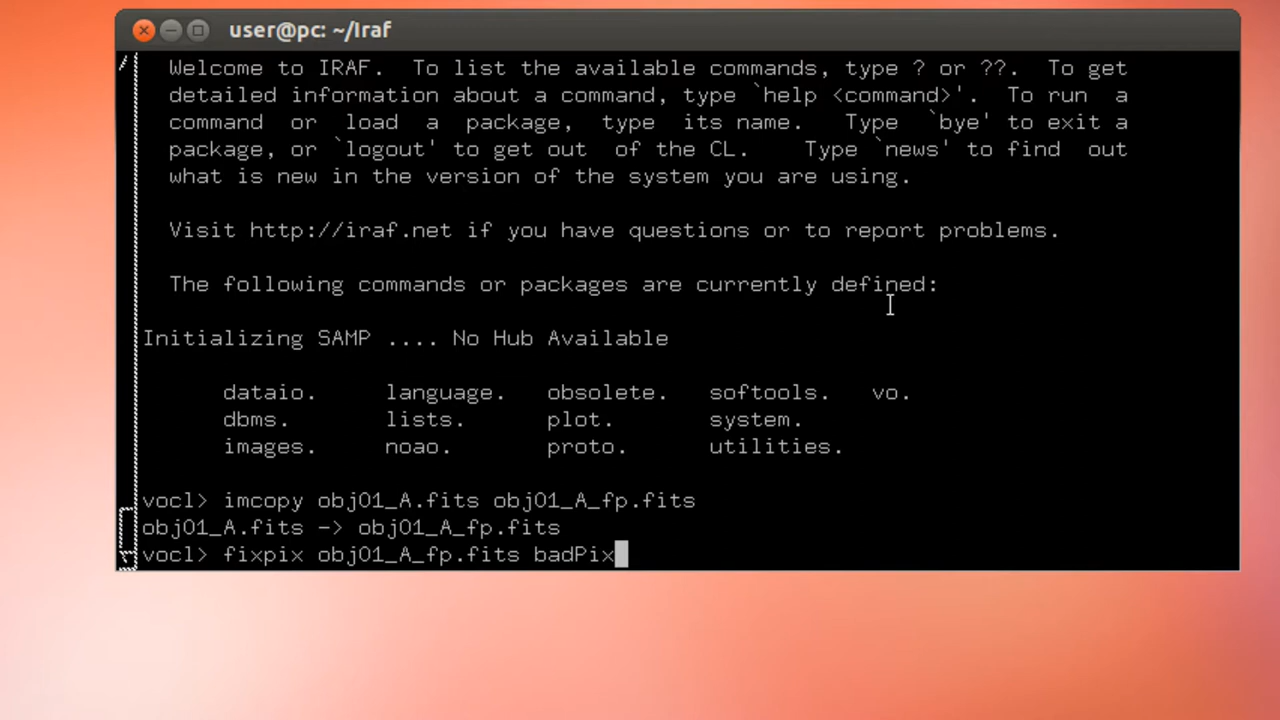 user@pc: ~/Iraf
Welcome to IRAF. To list the available commands, type ? or ??. To get
detailed information about a command, type `help <command>'. To run a
command or load a package, type its name. Type `bye' to exit a
package, or `logout' to get out of the CL. Type `news' to find out
what is new in the version of the system you are using.
Visit http://iraf.net if you have questions or to report problems.
The following commands or packages are currently defined:
Initializing SAMP .... No Hub Available
dataio. language. obsolete. softools. vo.
dbms. lists. plot. system.
images. noao. proto. utilities.
vocl> imcopy obj01_A.fits obj01_A_fp.fits
obj01_A.fits -> obj01_A_fp.fits
vocl> fixpix obj01_A_fp.fits badPix